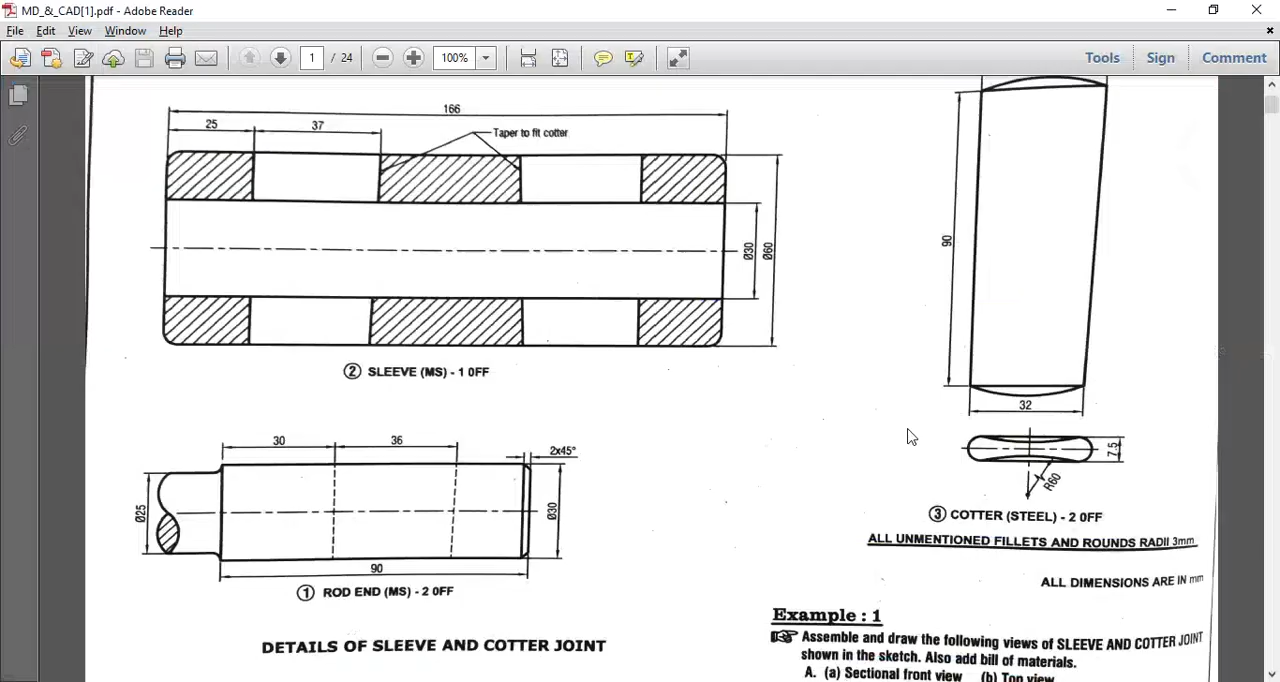 MD_&_CAD[1].pdf - Adobe Reader
File Edit View Window Help
1 / 24 100% Tools Sign Comment
166
25 37 Taper to fit cotter
Ø30 Ø60
② SLEEVE (MS) - 1 0FF
90
32
7.5
R60
③ COTTER (STEEL) - 2 0FF
ALL UNMENTIONED FILLETS AND ROUNDS RADII 3mm
ALL DIMENSIONS ARE IN mm
30 36 2x45°
Ø25 Ø30
90
① ROD END (MS) - 2 0FF
DETAILS OF SLEEVE AND COTTER JOINT
Example : 1
Assemble and draw the following views of SLEEVE AND COTTER JOINT
shown in the sketch. Also add bill of materials.
A. (a) Sectional front view (b) Top view